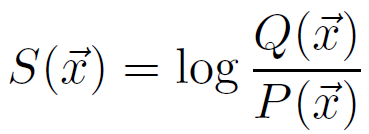 S(x⃗) = log Q(x⃗) / P(x⃗)